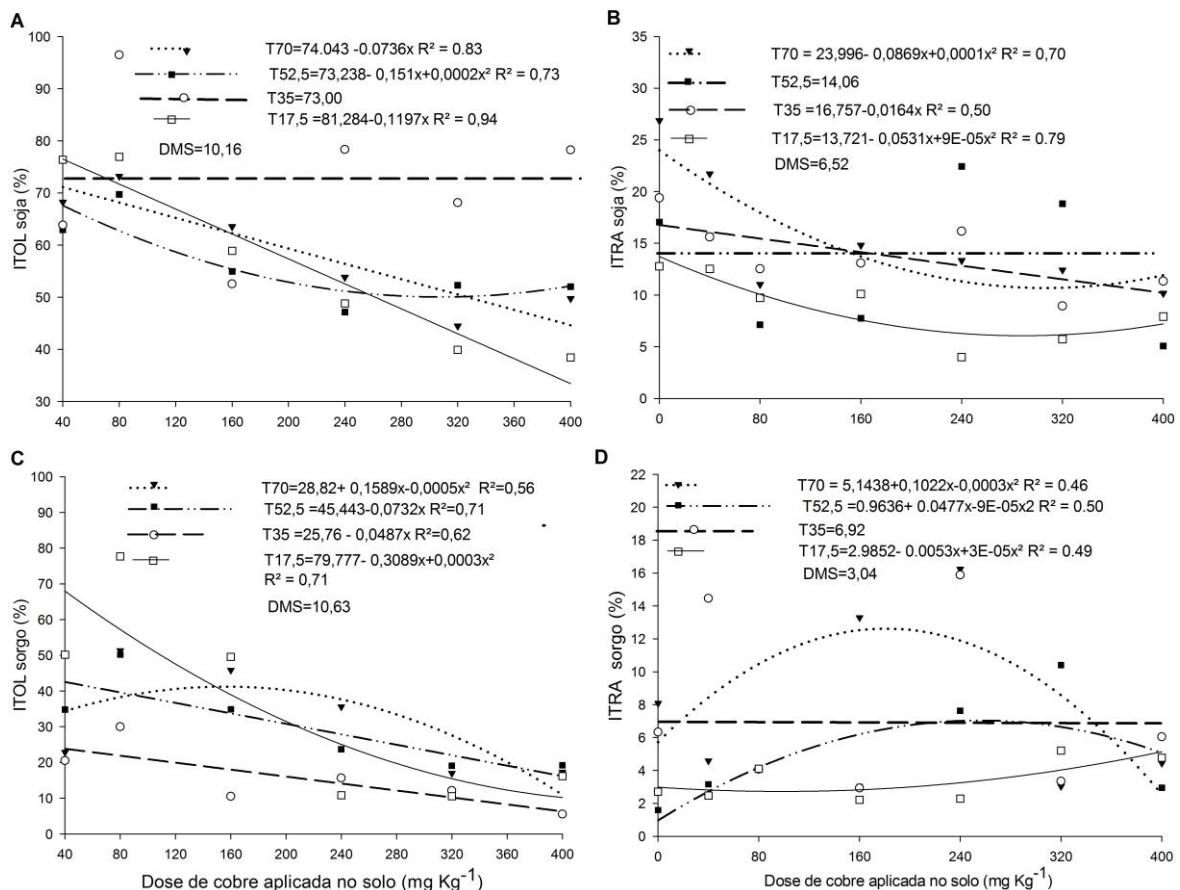 A
100
90
80
70
60
50
40
30
ITOL soja (%)
T70=74.043 -0.0736x R² = 0.83
T52,5=73,238- 0,151x+0,0002x² R² = 0,73
T35=73,00
T17,5=81,284-0,1197x R² = 0,94
DMS=10,16
40 80 120 160 200 240 280 320 360 400
B
35
30
25
20
15
10
5
0
ITRA soja (%)
T70 = 23,996- 0,0869x+0,0001x² R² = 0,70
T52,5=14,06
T35 =16,757-0,0164x R² = 0,50
T17,5=13,721- 0,0531x+9E-05x² R² = 0.79
DMS=6,52
0 80 160 240 320 400
C
100
90
80
70
60
50
40
30
20
10
0
ITOL sorgo (%)
T70=28,82+ 0,1589x-0,0005x² R²=0,56
T52,5=45,443-0,0732x R²=0,71
T35 =25,76 - 0,0487x R²=0,62
T17,5=79,777- 0,3089x+0,0003x²
R² = 0,71
DMS=10,63
40 80 120 160 200 240 280 320 360 400
Dose de cobre aplicada no solo (mg Kg⁻¹)
D
22
20
18
16
14
12
10
8
6
4
2
0
ITRA sorgo (%)
T70 = 5,1438+0,1022x-0,0003x² R² = 0.46
T52,5 =0.9636+ 0.0477x-9E-05x2 R² = 0.50
T35=6,92
T17,5=2.9852- 0.0053x+3E-05x² R² = 0.49
DMS=3,04
0 80 160 240 320 400
Dose de cobre aplicada no solo (mg Kg⁻¹)